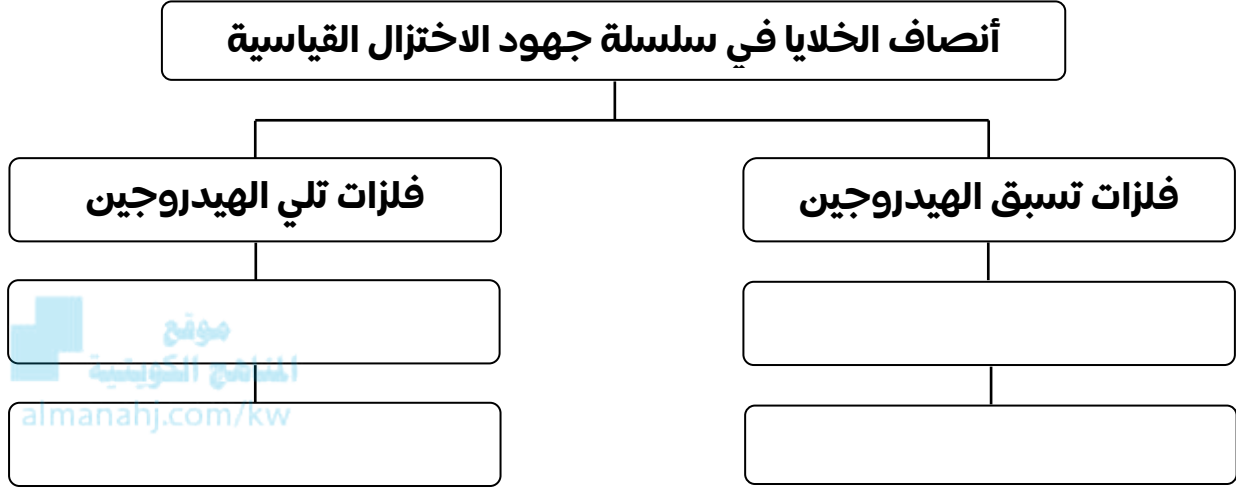 أنصاف الخلايا في سلسلة جهود الاختزال القياسية
فلزات تسبق الهيدروجين
فلزات تلي الهيدروجين
موقع
المناهج الكويتية
almanahj.com/kw